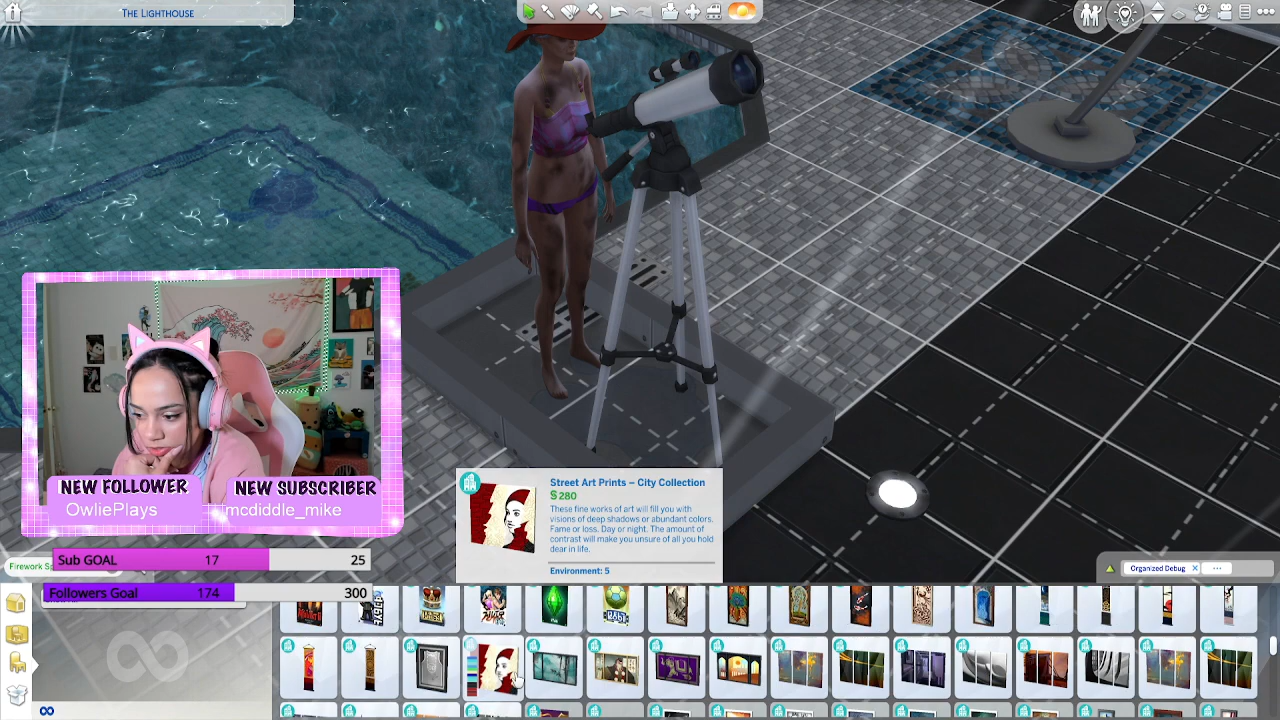 THE LIGHTHOUSE
NEW FOLLOWER
OwliePlays
NEW SUBSCRIBER
mcdiddle_mike
Street Art Prints – City Collection
$280
These fine works of art will fill you with
visions of deep shadows or abundant colors.
Fame or loss. Day or night. The amount of
contrast will make you unsure of all you hold
dear in life.
Environment: 5
Sub GOAL 17 25
Firework Sp
Followers Goal 174 300
Organized Debug